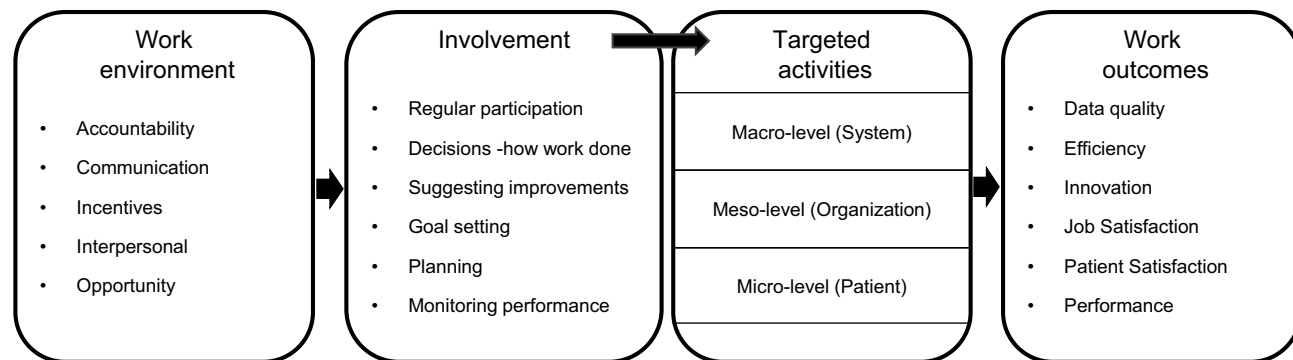 Work
environment
• Accountability
• Communication
• Incentives
• Interpersonal
• Opportunity
Involvement
• Regular participation
• Decisions -how work done
• Suggesting improvements
• Goal setting
• Planning
• Monitoring performance
Targeted
activities
Macro-level (System)
Meso-level (Organization)
Micro-level (Patient)
Work
outcomes
• Data quality
• Efficiency
• Innovation
• Job Satisfaction
• Patient Satisfaction
• Performance